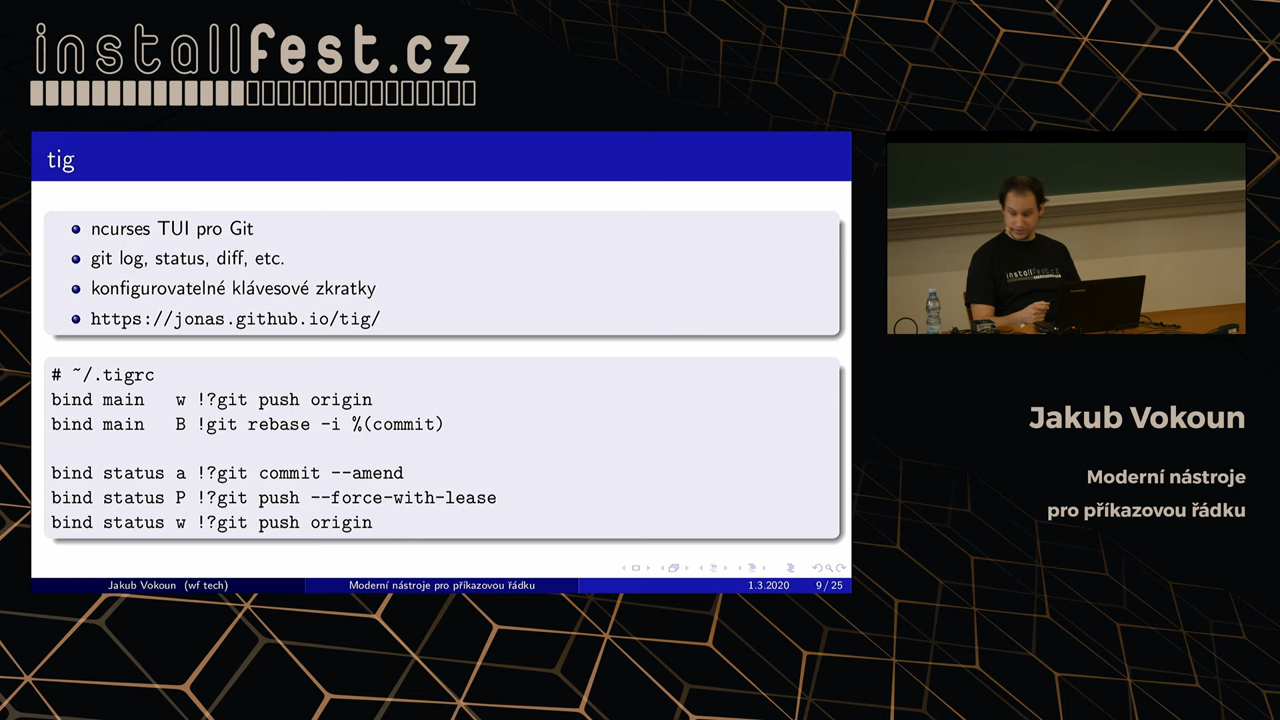 installfest.cz
tig
ncurses TUI pro Git
git log, status, diff, etc.
konfigurovatelné klávesové zkratky
https://jonas.github.io/tig/
# ~/.tigrc
bind main   w !?git push origin
bind main   B !git rebase -i %(commit)
bind status a !?git commit --amend
bind status P !?git push --force-with-lease
bind status w !?git push origin
Jakub Vokoun (wf tech)
Moderní nástroje pro příkazovou řádku
1.3.2020
9 / 25
installfest.cz
Jakub Vokoun
Moderní nástroje
pro příkazovou řádku